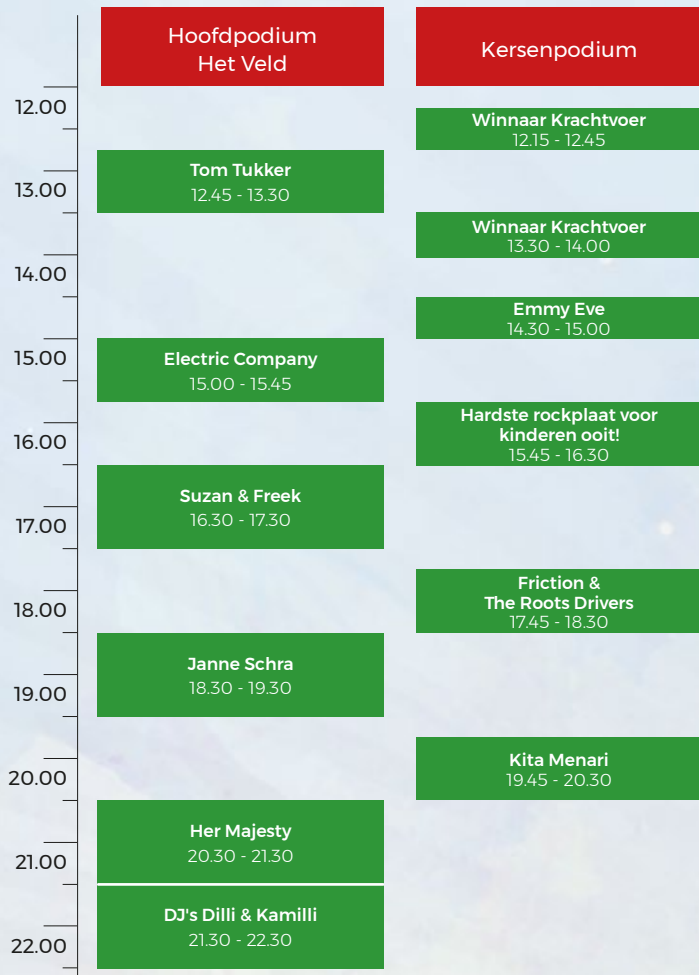 Hoofdpodium
Het Veld
Kersenpodium
12.00
Winnaar Krachtvoer
12.15 - 12.45
Tom Tukker
12.45 - 13.30
13.00
Winnaar Krachtvoer
13.30 - 14.00
14.00
Emmy Eve
14.30 - 15.00
15.00
Electric Company
15.00 - 15.45
Hardste rockplaat voor
kinderen ooit!
15.45 - 16.30
16.00
Suzan & Freek
16.30 - 17.30
17.00
Friction &
The Roots Drivers
17.45 - 18.30
18.00
Janne Schra
18.30 - 19.30
19.00
Kita Menari
19.45 - 20.30
20.00
Her Majesty
20.30 - 21.30
21.00
DJ's Dilli & Kamilli
21.30 - 22.30
22.00